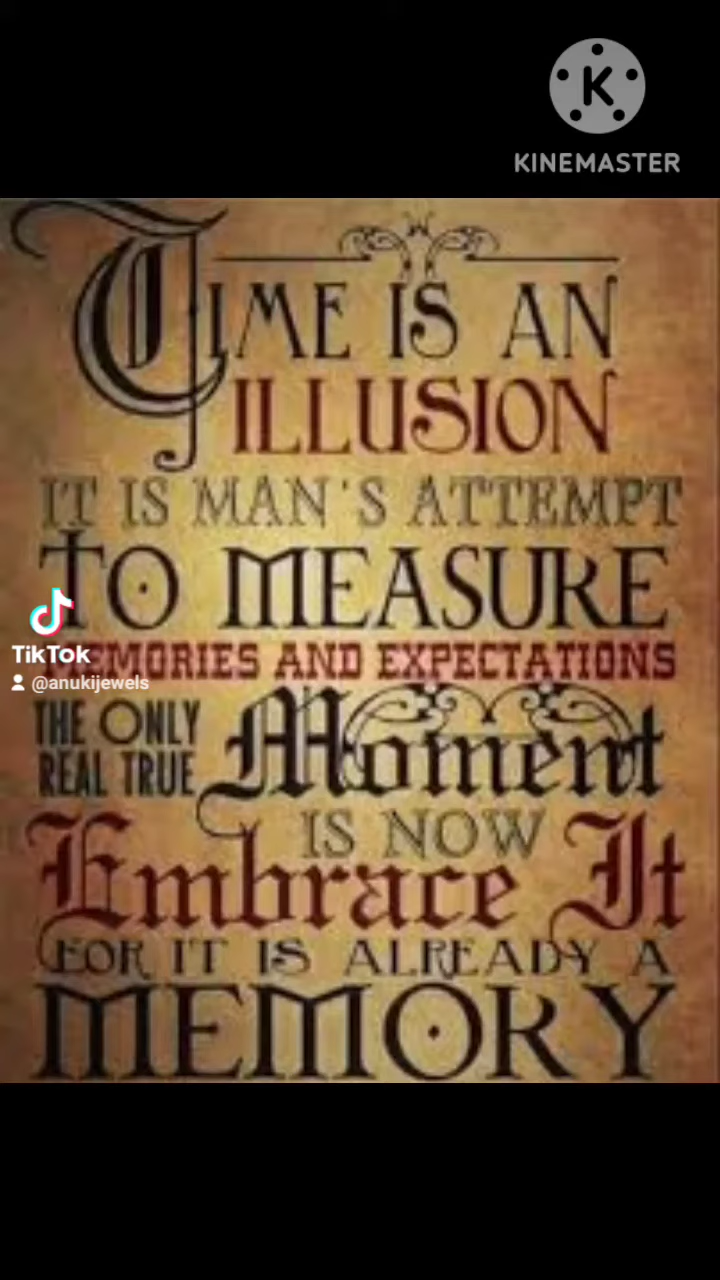 KINEMASTER
TIME IS AN
ILLUSION
IT IS MAN'S ATTEMPT
TO MEASURE
MEMORIES AND EXPECTATIONS
TikTok
@anukijewels
THE ONLY
REAL TRUE Moment
IS NOW
Embrace It
FOR IT IS ALREADY A
MEMORY